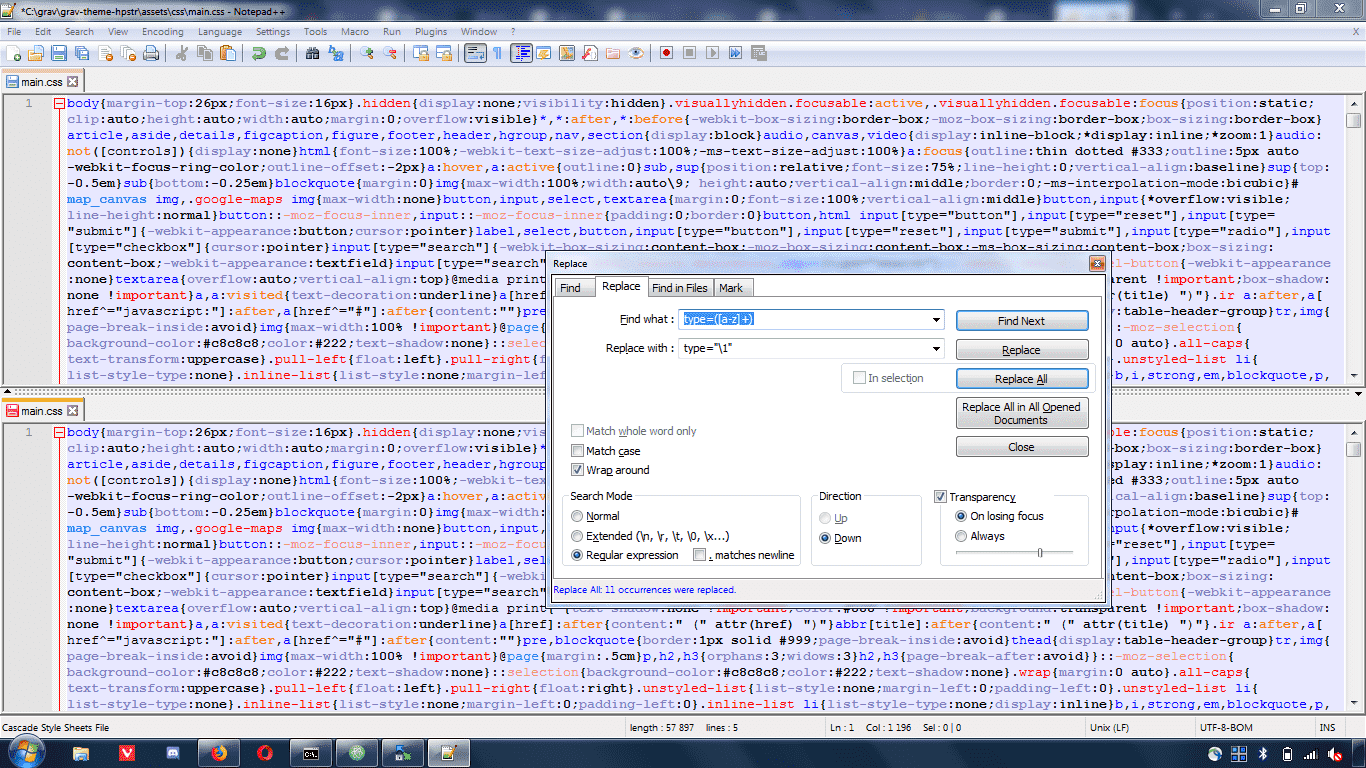 *C:\grav\grav-theme-hpstr\assets\css\main.css - Notepad++
File Edit Search View Encoding Language Settings Tools Macro Run Plugins Window ? X
main.css
1 body{margin-top:26px;font-size:16px}.hidden{display:none;visibility:hidden}.visuallyhidden.focusable:active,.visuallyhidden.focusable:focus{position:static;
clip:auto;height:auto;width:auto;margin:0;overflow:visible}*,*:after,*:before{-webkit-box-sizing:border-box;-moz-box-sizing:border-box;box-sizing:border-box}
article,aside,details,figcaption,figure,footer,header,hgroup,nav,section{display:block}audio,canvas,video{display:inline-block;*display:inline;*zoom:1}audio:
not([controls]){display:none}html{font-size:100%;-webkit-text-size-adjust:100%;-ms-text-size-adjust:100%}a:focus{outline:thin dotted #333;outline:5px auto
-webkit-focus-ring-color;outline-offset:-2px}a:hover,a:active{outline:0}sub,sup{position:relative;font-size:75%;line-height:0;vertical-align:baseline}sup{top:
-0.5em}sub{bottom:-0.25em}blockquote{margin:0}img{max-width:100%;width:auto\9; height:auto;vertical-align:middle;border:0;-ms-interpolation-mode:bicubic}#
map_canvas img,.google-maps img{max-width:none}button,input,select,textarea{margin:0;font-size:100%;vertical-align:middle}button,input{*overflow:visible;
line-height:normal}button::-moz-focus-inner,input::-moz-focus-inner{padding:0;border:0}button,html input[type="button"],input[type="reset"],input[type=
"submit"]{-webkit-appearance:button;cursor:pointer}label,select,button,input[type="button"],input[type="reset"],input[type="submit"],input[type="radio"],input
[type="checkbox"]{cursor:pointer}input[type="search"]{-webkit-box-sizing:content-box;-moz-box-sizing:content-box;-ms-box-sizing:content-box;box-sizing:
content-box;-webkit-appearance:textfield}input[type="search" el-button{-webkit-appearance
:none}textarea{overflow:auto;vertical-align:top}@media print sparent !important;box-shadow:
none !important}a,a:visited{text-decoration:underline}a[href (title) ")"}.ir a:after,a[
href^="javascript:"]:after,a[href^="#"]:after{content:""}pre, le-header-group}tr,img{
page-break-inside:avoid}img{max-width:100% !important}@page{ ::-moz-selection{
background-color:#c8c8c8;color:#222;text-shadow:none}:: 0 auto}.all-caps{
text-transform:uppercase}.pull-left{float:left}.pull-right{f .unstyled-list li{
list-style-type:none}.inline-list{list-style:none;margin-left -b,i,strong,em,blockquote,p,
Replace
Find Replace Find in Files Mark
Find what : type=([a-z]+) Find Next
Replace with : type="\1" Replace
In selection Replace All
Replace All in All Opened
Documents
Close
Match whole word only
Match case
Wrap around
Search Mode
Normal
Extended (\n, \r, \t, \0, \x...)
Regular expression . matches newline
Direction
Up
Down
Transparency
On losing focus
Always
Replace All: 11 occurrences were replaced.
main.css
1 body{margin-top:26px;font-size:16px}.hidden{display:none;vis le:focus{position:static;
clip:auto;height:auto;width:auto;margin:0;overflow:visible}* ;box-sizing:border-box}
article,aside,details,figcaption,figure,footer,header,hgroup play:inline;*zoom:1}audio:
not([controls]){display:none}html{font-size:100%;-webkit-tex #333;outline:5px auto
-webkit-focus-ring-color;outline-offset:-2px}a:hover,a:activ cal-align:baseline}sup{top:
-0.5em}sub{bottom:-0.25em}blockquote{margin:0}img{max-width: olation-mode:bicubic}#
map_canvas img,.google-maps img{max-width:none}button,input, put{*overflow:visible;
line-height:normal}button::-moz-focus-inner,input::-moz-focu "reset"],input[type=
"submit"]{-webkit-appearance:button;cursor:pointer}label,sel ],input[type="radio"],input
[type="checkbox"]{cursor:pointer}input[type="search"]{-webki ntent-box;box-sizing:
content-box;-webkit-appearance:textfield}input[type="search" el-button{-webkit-appearance
:none}textarea{overflow:auto;vertical-align:top}@media print{*{text-shadow:none !important;color:#000 !important;background:transparent !important;box-shadow:
none !important}a,a:visited{text-decoration:underline}a[href]:after{content:" (" attr(href) ")"}abbr[title]:after{content:" (" attr(title) ")"}.ir a:after,a[
href^="javascript:"]:after,a[href^="#"]:after{content:""}pre,blockquote{border:1px solid #999;page-break-inside:avoid}thead{display:table-header-group}tr,img{
page-break-inside:avoid}img{max-width:100% !important}@page{margin:.5cm}p,h2,h3{orphans:3;widows:3}h2,h3{page-break-after:avoid}}::-moz-selection{
background-color:#c8c8c8;color:#222;text-shadow:none}::selection{background-color:#c8c8c8;color:#222;text-shadow:none}.wrap{margin:0 auto}.all-caps{
text-transform:uppercase}.pull-left{float:left}.pull-right{float:right}.unstyled-list{list-style:none;margin-left:0;padding-left:0}.unstyled-list li{
list-style-type:none}.inline-list{list-style:none;margin-left:0;padding-left:0}.inline-list li{list-style-type:none;display:inline}b,i,strong,em,blockquote,p,
Cascade Style Sheets File length : 57 897 lines : 5 Ln : 1 Col : 1 196 Sel : 0 | 0 Unix (LF) UTF-8-BOM INS